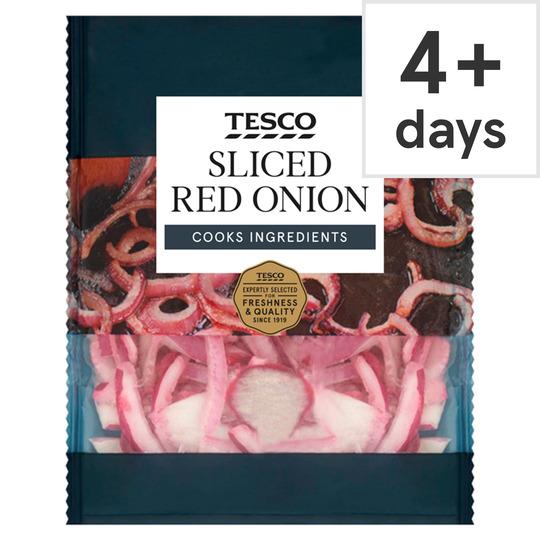 4+
days
TESCO
SLICED
RED ONION
COOKS INGREDIENTS
TESCO
EXPERTLY SELECTED
FOR
FRESHNESS
& QUALITY
SINCE 1919